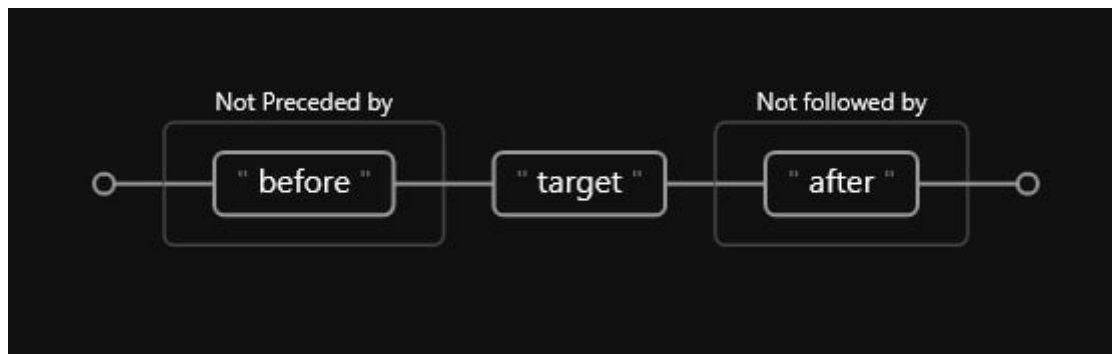 Not Preceded by
Not followed by
" before "
" target "
" after "